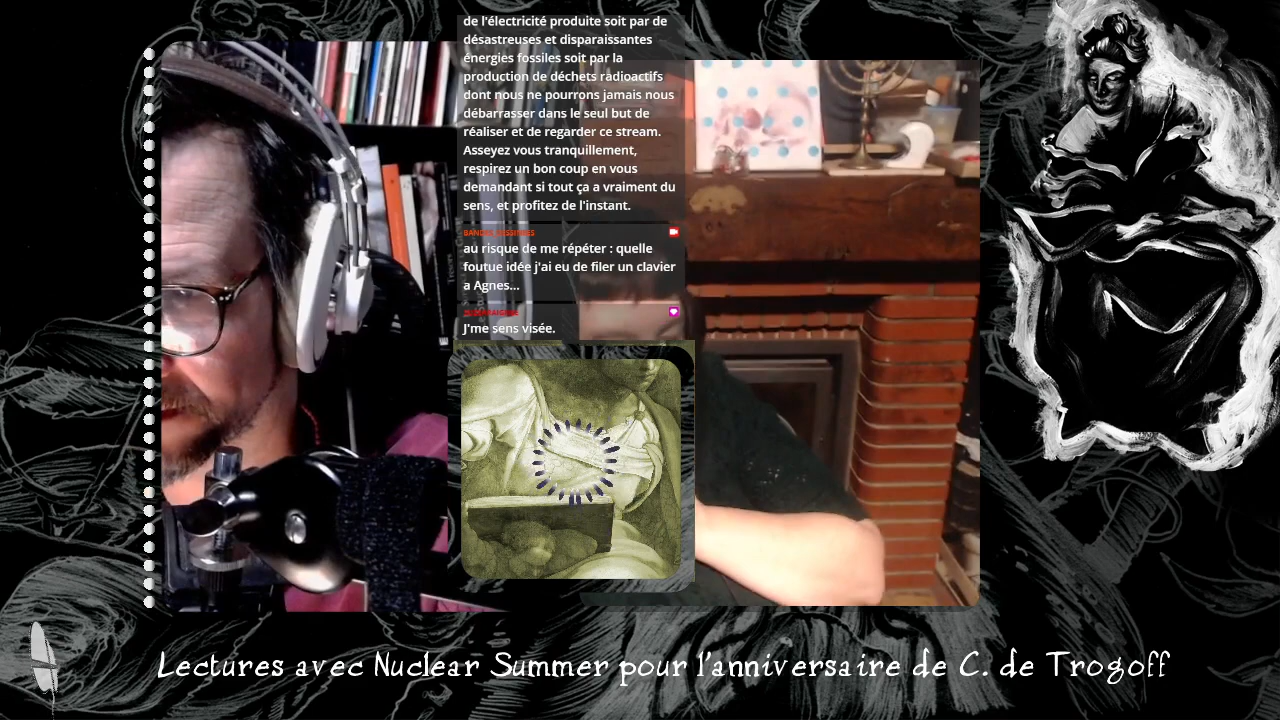 de l'électricité produite soit par de
désastreuses et disparaissantes
énergies fossiles soit par la
production de déchets radioactifs
dont nous ne pourrons jamais nous
débarrasser dans le seul but de
réaliser et de regarder ce stream.
Asseyez vous tranquillement,
respirez un bon coup en vous
demandant si tout ça a vraiment du
sens, et profitez de l'instant.
au risque de me répéter : quelle
foutue idée j'ai eu de filer un clavier
a Agnes...
J'me sens visée.
Lectures avec Nuclear Summer pour l'anniversaire de C. de Trogoff